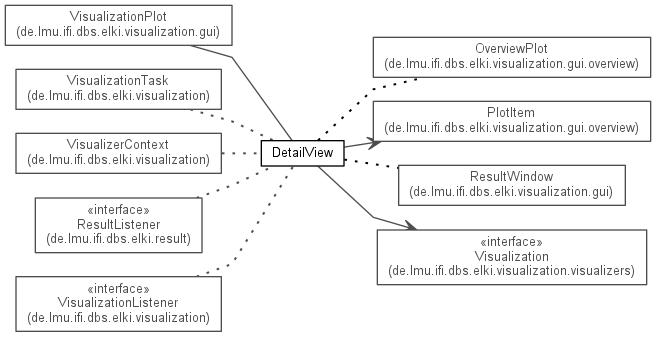 VisualizationPlot
(de.lmu.ifi.dbs.elki.visualization.gui)
VisualizationTask
(de.lmu.ifi.dbs.elki.visualization)
VisualizerContext
(de.lmu.ifi.dbs.elki.visualization)
«interface»
ResultListener
(de.lmu.ifi.dbs.elki.result)
«interface»
VisualizationListener
(de.lmu.ifi.dbs.elki.visualization)
DetailView
OverviewPlot
(de.lmu.ifi.dbs.elki.visualization.gui.overview)
PlotItem
(de.lmu.ifi.dbs.elki.visualization.gui.overview)
ResultWindow
(de.lmu.ifi.dbs.elki.visualization.gui)
«interface»
Visualization
(de.lmu.ifi.dbs.elki.visualization.visualizers)